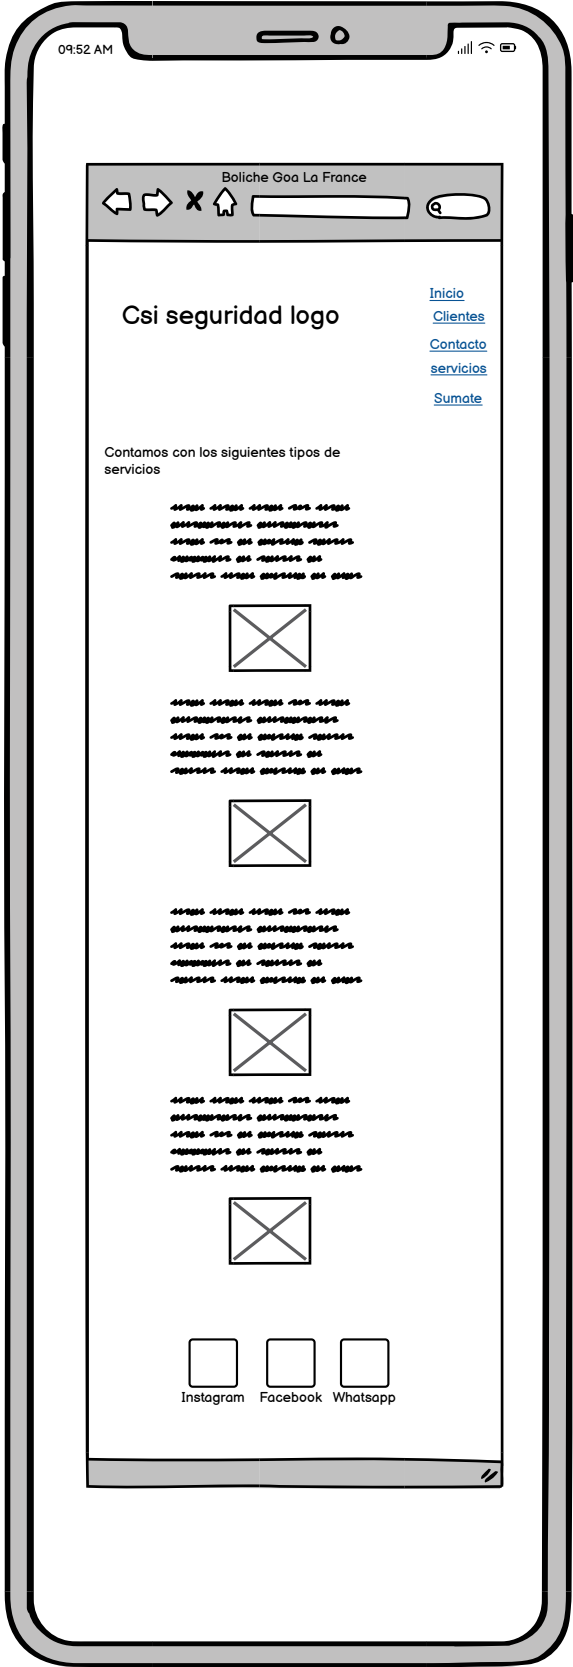 09:52 AM
Boliche Goa La France
Inicio
Csi seguridad logo
Clientes
Contacto
servicios
Sumate
Contamos con los siguientes tipos de
servicios
Instagram Facebook Whatsapp